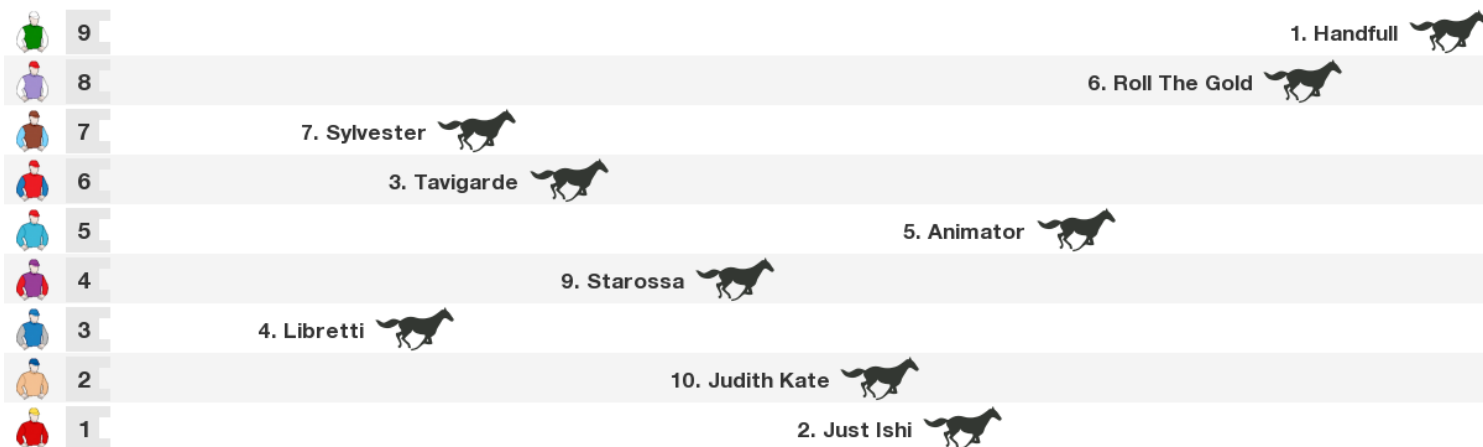 9 1. Handfull
8 6. Roll The Gold
7 7. Sylvester
6 3. Tavigarde
5 5. Animator
4 9. Starossa
3 4. Libretti
2 10. Judith Kate
1 2. Just Ishi